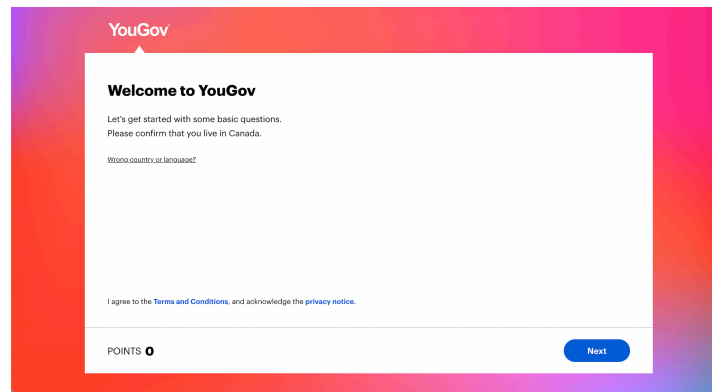 YouGov
Welcome to YouGov
Let's get started with some basic questions.
Please confirm that you live in Canada.
Wrong country or language?
I agree to the Terms and Conditions, and acknowledge the privacy notice.
POINTS 0
Next